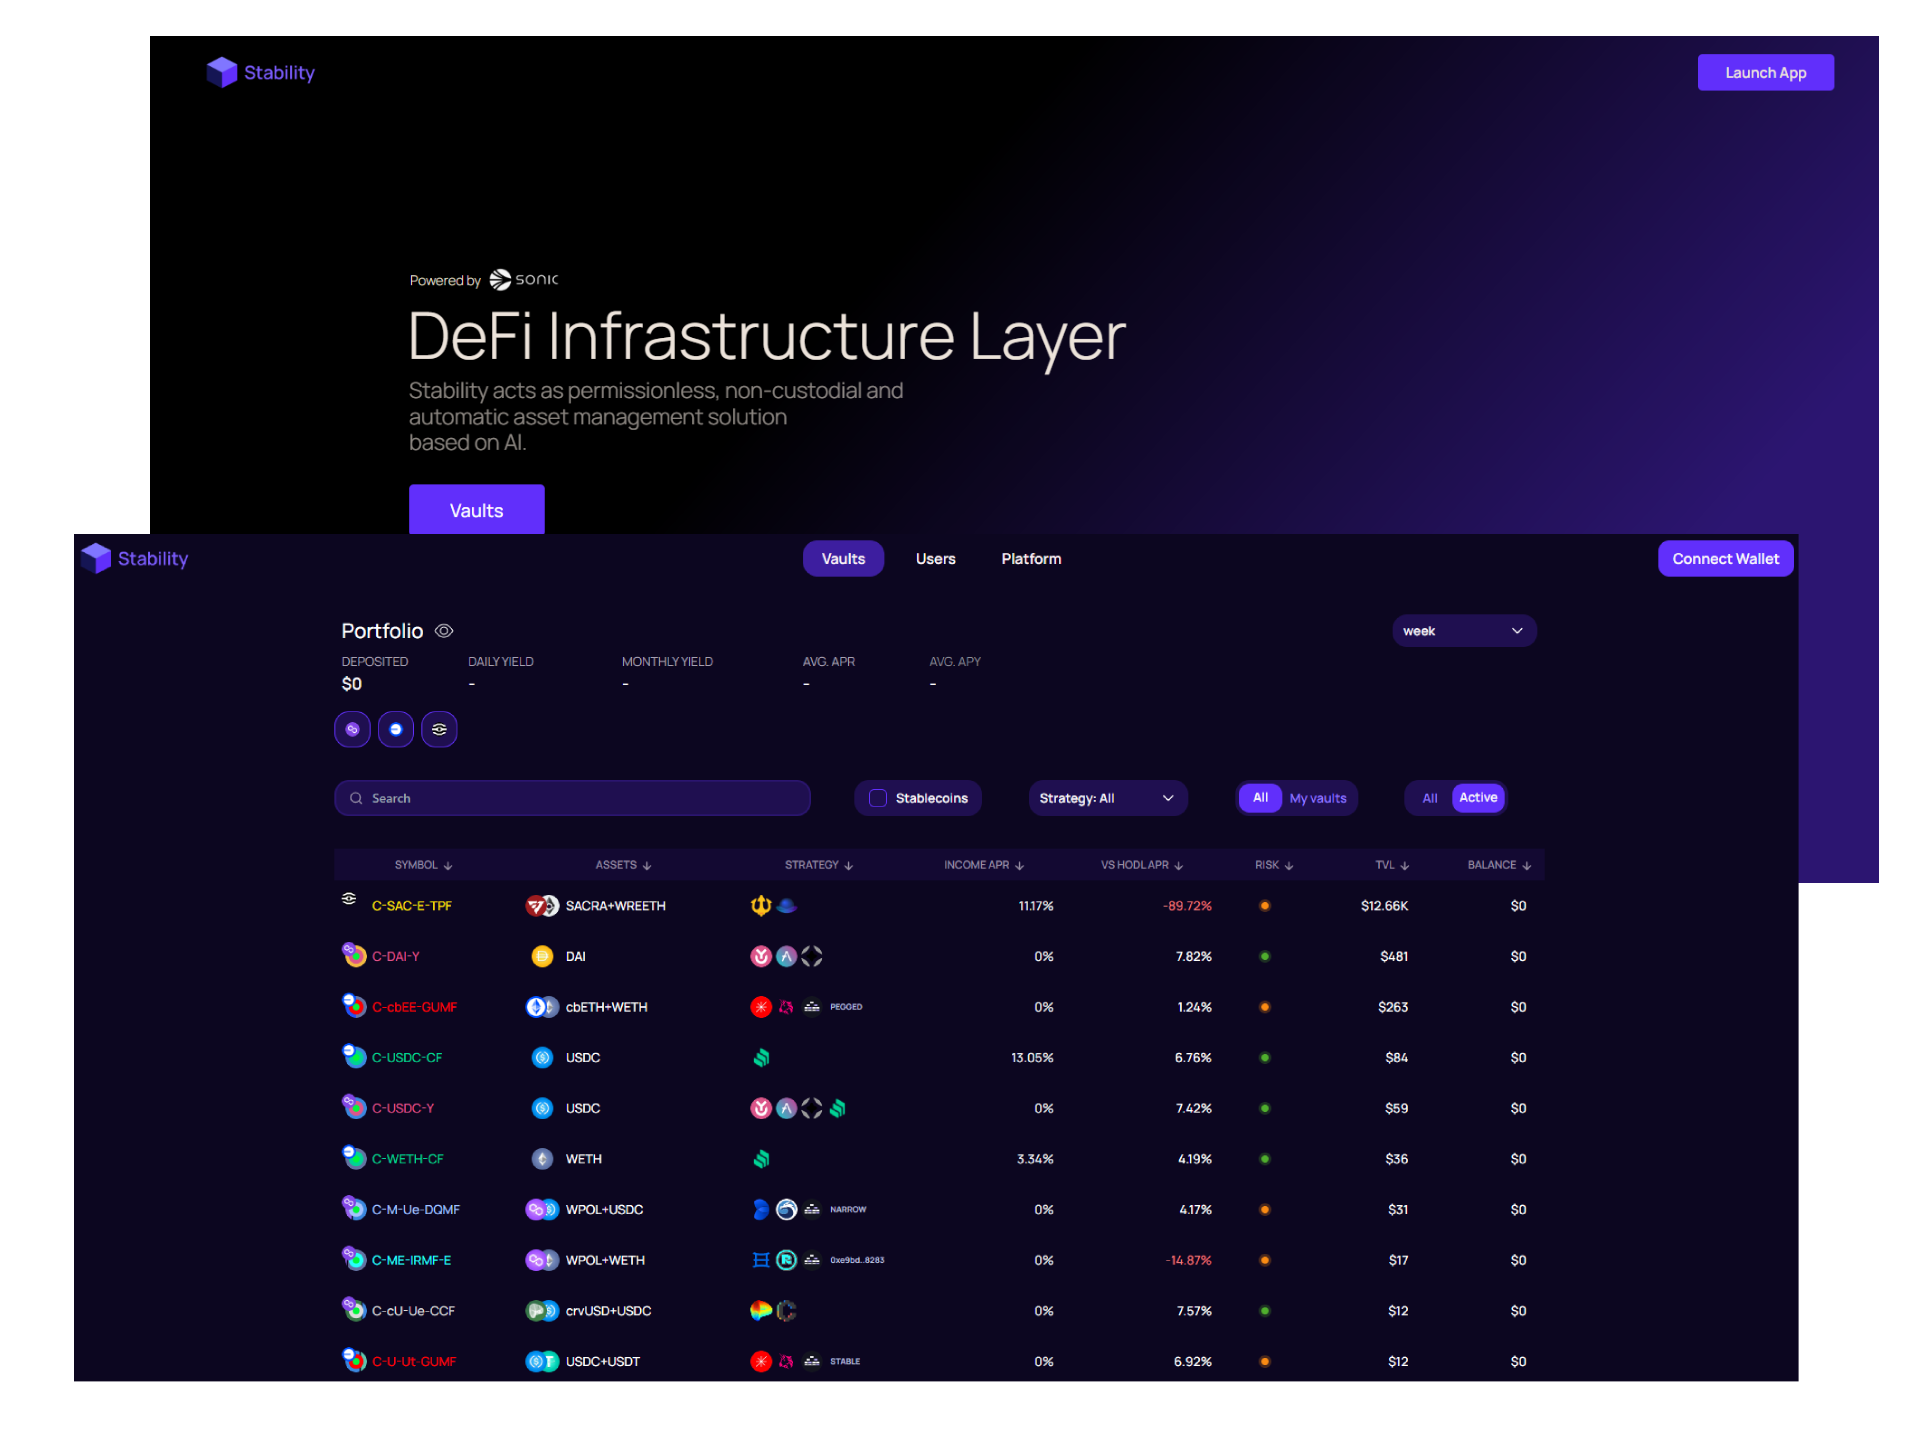 Stability
Launch App
Powered by SONIC
DeFi Infrastructure Layer
Stability acts as permissionless, non-custodial and
automatic asset management solution
based on AI.
Vaults
Stability
Vaults Users Platform
Connect Wallet
Portfolio
week
DEPOSITED DAILY YIELD MONTHLY YIELD AVG. APR AVG. APY
$0 - - - -
Search
Stablecoins
Strategy: All
All My vaults
All Active
SYMBOL ASSETS STRATEGY INCOME APR VS HODL APR RISK TVL BALANCE
C-SAC-E-TPF SACRA+WREETH 11.17% -89.72% $12.66K $0
C-DAI-Y DAI 0% 7.82% $481 $0
C-cbEE-GUMF cbETH+WETH PEGGED 0% 1.24% $263 $0
C-USDC-CF USDC 13.05% 6.76% $84 $0
C-USDC-Y USDC 0% 7.42% $59 $0
C-WETH-CF WETH 3.34% 4.19% $36 $0
C-M-Ue-DQMF WPOL+USDC NARROW 0% 4.17% $31 $0
C-ME-IRMF-E WPOL+WETH 0xe9bd..8283 0% -14.87% $17 $0
C-cU-Ue-CCF crvUSD+USDC 0% 7.57% $12 $0
C-U-Ut-GUMF USDC+USDT STABLE 0% 6.92% $12 $0